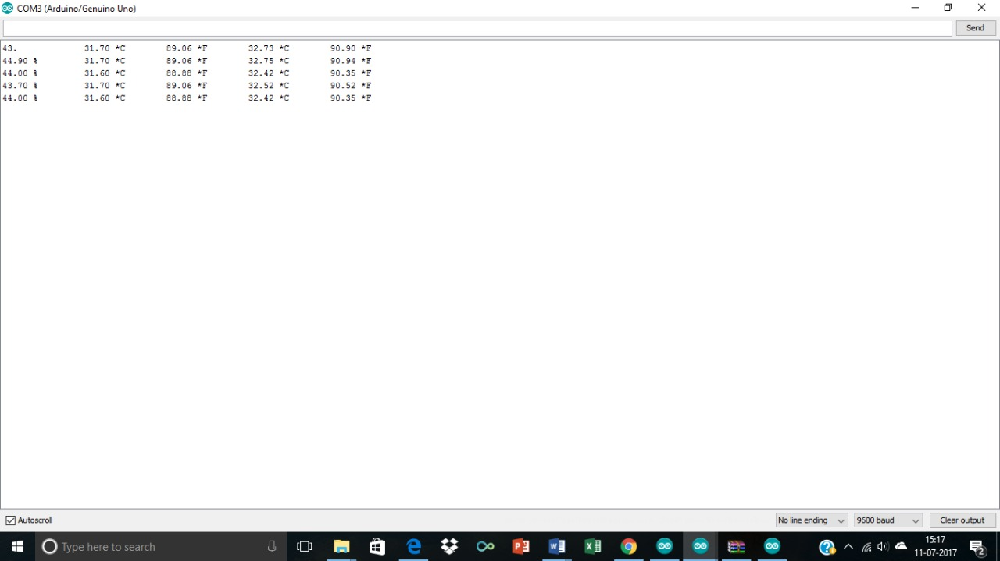 COM3 (Arduino/Genuino Uno)
Send
43. 31.70 *C 89.06 *F 32.73 *C 90.90 *F
44.90 % 31.70 *C 89.06 *F 32.75 *C 90.94 *F
44.00 % 31.60 *C 88.88 *F 32.42 *C 90.35 *F
43.70 % 31.70 *C 89.06 *F 32.52 *C 90.52 *F
44.00 % 31.60 *C 88.88 *F 32.42 *C 90.35 *F
Autoscroll No line ending 9600 baud Clear output
Type here to search 15:17
11-07-2017 2